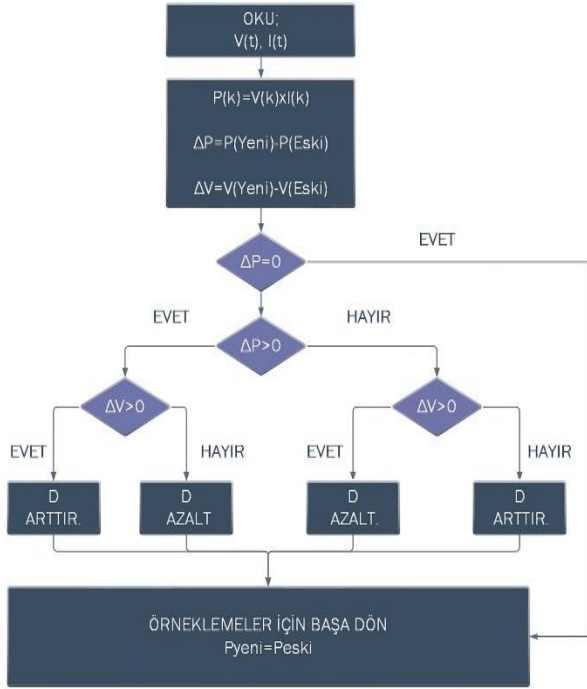 OKU;
V(t), I(t)
P(k)=V(k)xI(k)
ΔP=P(Yeni)-P(Eski)
ΔV=V(Yeni)-V(Eski)
ΔP=0
EVET
EVET
HAYIR
ΔP>0
ΔV>0
ΔV>0
EVET
HAYIR
EVET
HAYIR
D
ARTTIR.
D
AZALT
D
AZALT.
D
ARTTIR.
ÖRNEKLEMELER İÇİN BAŞA DÖN
Pyeni=Peski